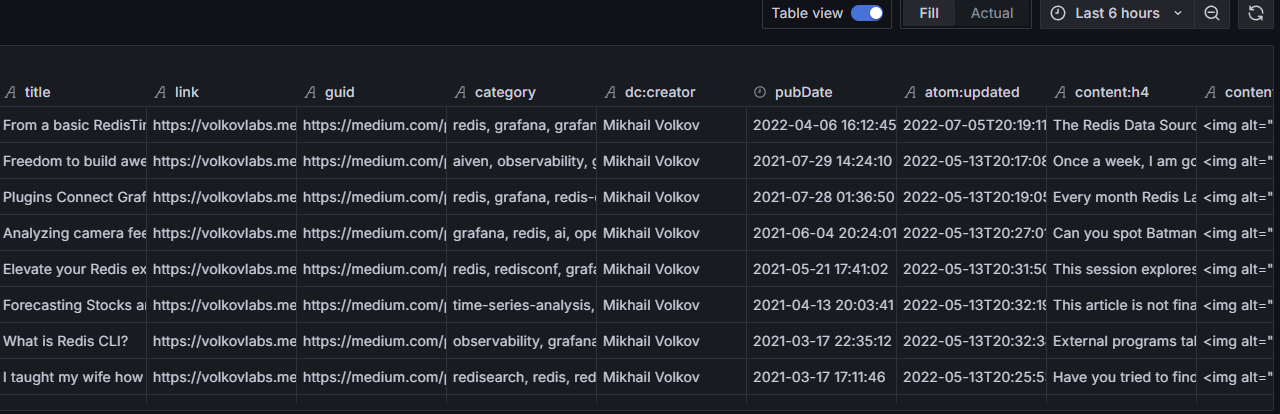 Table view Fill Actual Last 6 hours
title link guid category dc:creator pubDate atom:updated content:h4 content
From a basic RedisTi https://volkovlabs.me https://medium.com/ redis, grafana, grafan Mikhail Volkov 2022-04-06 16:12:45 2022-07-05T20:19:11 The Redis Data Sourc <img alt="
Freedom to build awe https://volkovlabs.me https://medium.com/ aiven, observability, g Mikhail Volkov 2021-07-29 14:24:10 2022-05-13T20:17:08 Once a week, I am go <img alt="
Plugins Connect Graf https://volkovlabs.me https://medium.com/ redis, grafana, redis- Mikhail Volkov 2021-07-28 01:36:50 2022-05-13T20:19:05 Every month Redis La <img alt="
Analyzing camera fee https://volkovlabs.me https://medium.com/ grafana, redis, ai, ope Mikhail Volkov 2021-06-04 20:24:01 2022-05-13T20:27:0 Can you spot Batman <img alt="
Elevate your Redis ex https://volkovlabs.me https://medium.com/ redis, redisconf, grafa Mikhail Volkov 2021-05-21 17:41:02 2022-05-13T20:31:50 This session explores <img alt="
Forecasting Stocks a https://volkovlabs.me https://medium.com/ time-series-analysis, Mikhail Volkov 2021-04-13 20:03:41 2022-05-13T20:32:19 This article is not fina <img alt="
What is Redis CLI? https://volkovlabs.me https://medium.com/ observability, grafana Mikhail Volkov 2021-03-17 22:35:12 2022-05-13T20:32:3 External programs tal <img alt="
I taught my wife how https://volkovlabs.me https://medium.com/ redisearch, redis, red Mikhail Volkov 2021-03-17 17:11:46 2022-05-13T20:25:5 Have you tried to find <img alt="